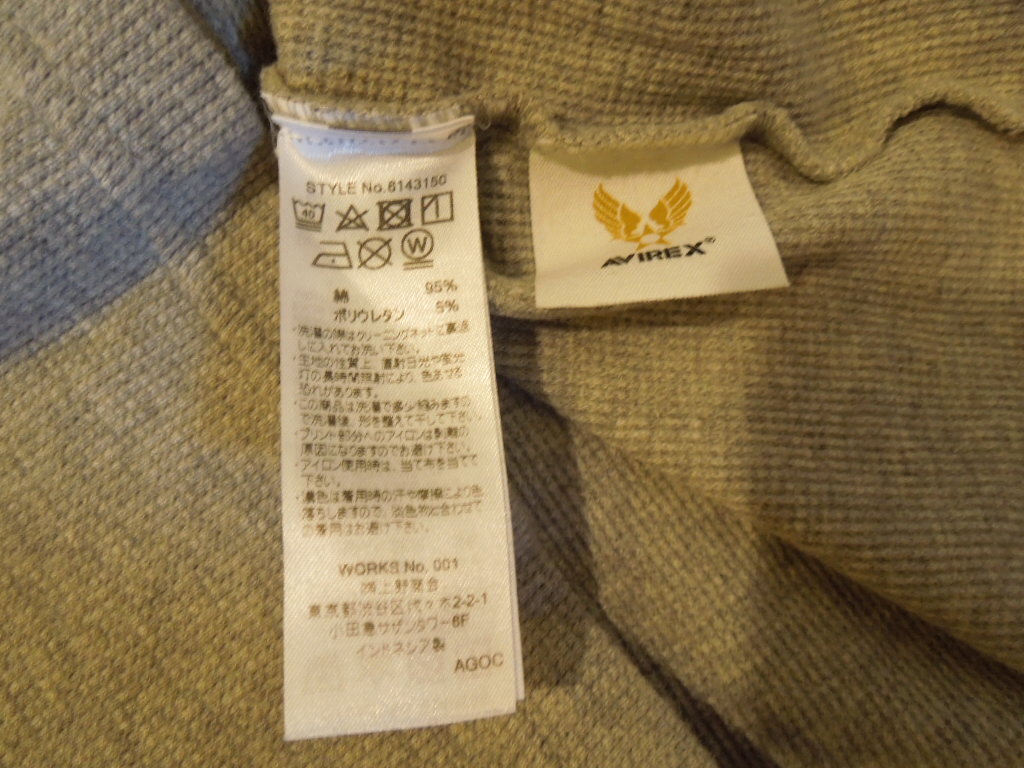 STYLE No.6143150
40
W
綿 95%
ポリウレタン 5%
・洗濯の際はクリーニングネットに裏返
しに入れてお洗い下さい。
・生地の性質上、直射日光や蛍光
灯の長時間照射により、色あせる
恐れがあります。
・この商品は洗濯で多少縮みますの
で洗濯後、形を整えて干して下さい。
・プリント部分へのアイロンは剥離の
原因になりますのでお避け下さい。
・アイロン使用時は、当て布を当てて
下さい。
・濃色は着用時の汗や摩擦により色
落ちしますので、淡色物と合わせて
の着用はお避け下さい。
WORKS No. 001
㈱上野商会
東京都渋谷区代々木2-2-1
小田急サザンタワー8F
インドネシア製
AGOC
AVIREX®